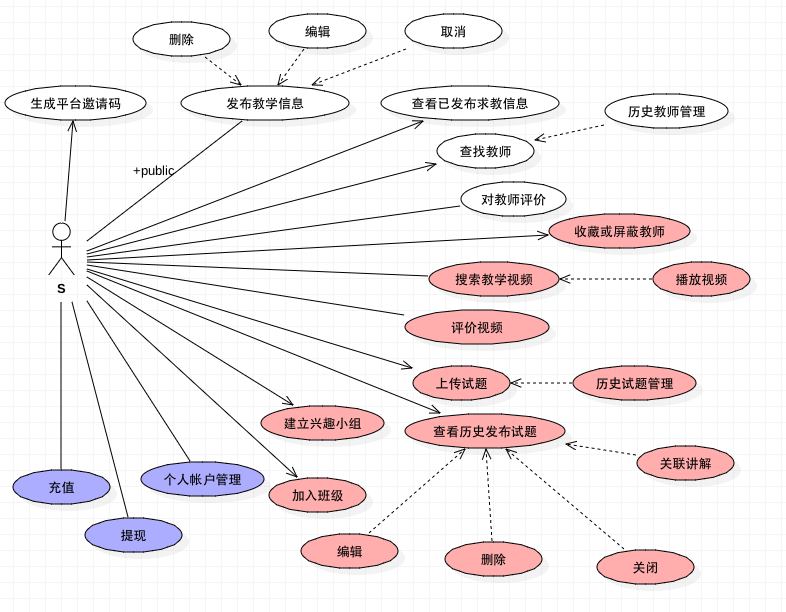 删除
编辑
取消
生成平台邀请码
发布教学信息
查看已发布求教信息
历史教师管理
查找教师
+public
对教师评价
收藏或屏蔽教师
S
搜索教学视频
播放视频
评价视频
上传试题
历史试题管理
建立兴趣小组
查看历史发布试题
关联讲解
充值
个人帐户管理
加入班级
提现
编辑
删除
关闭